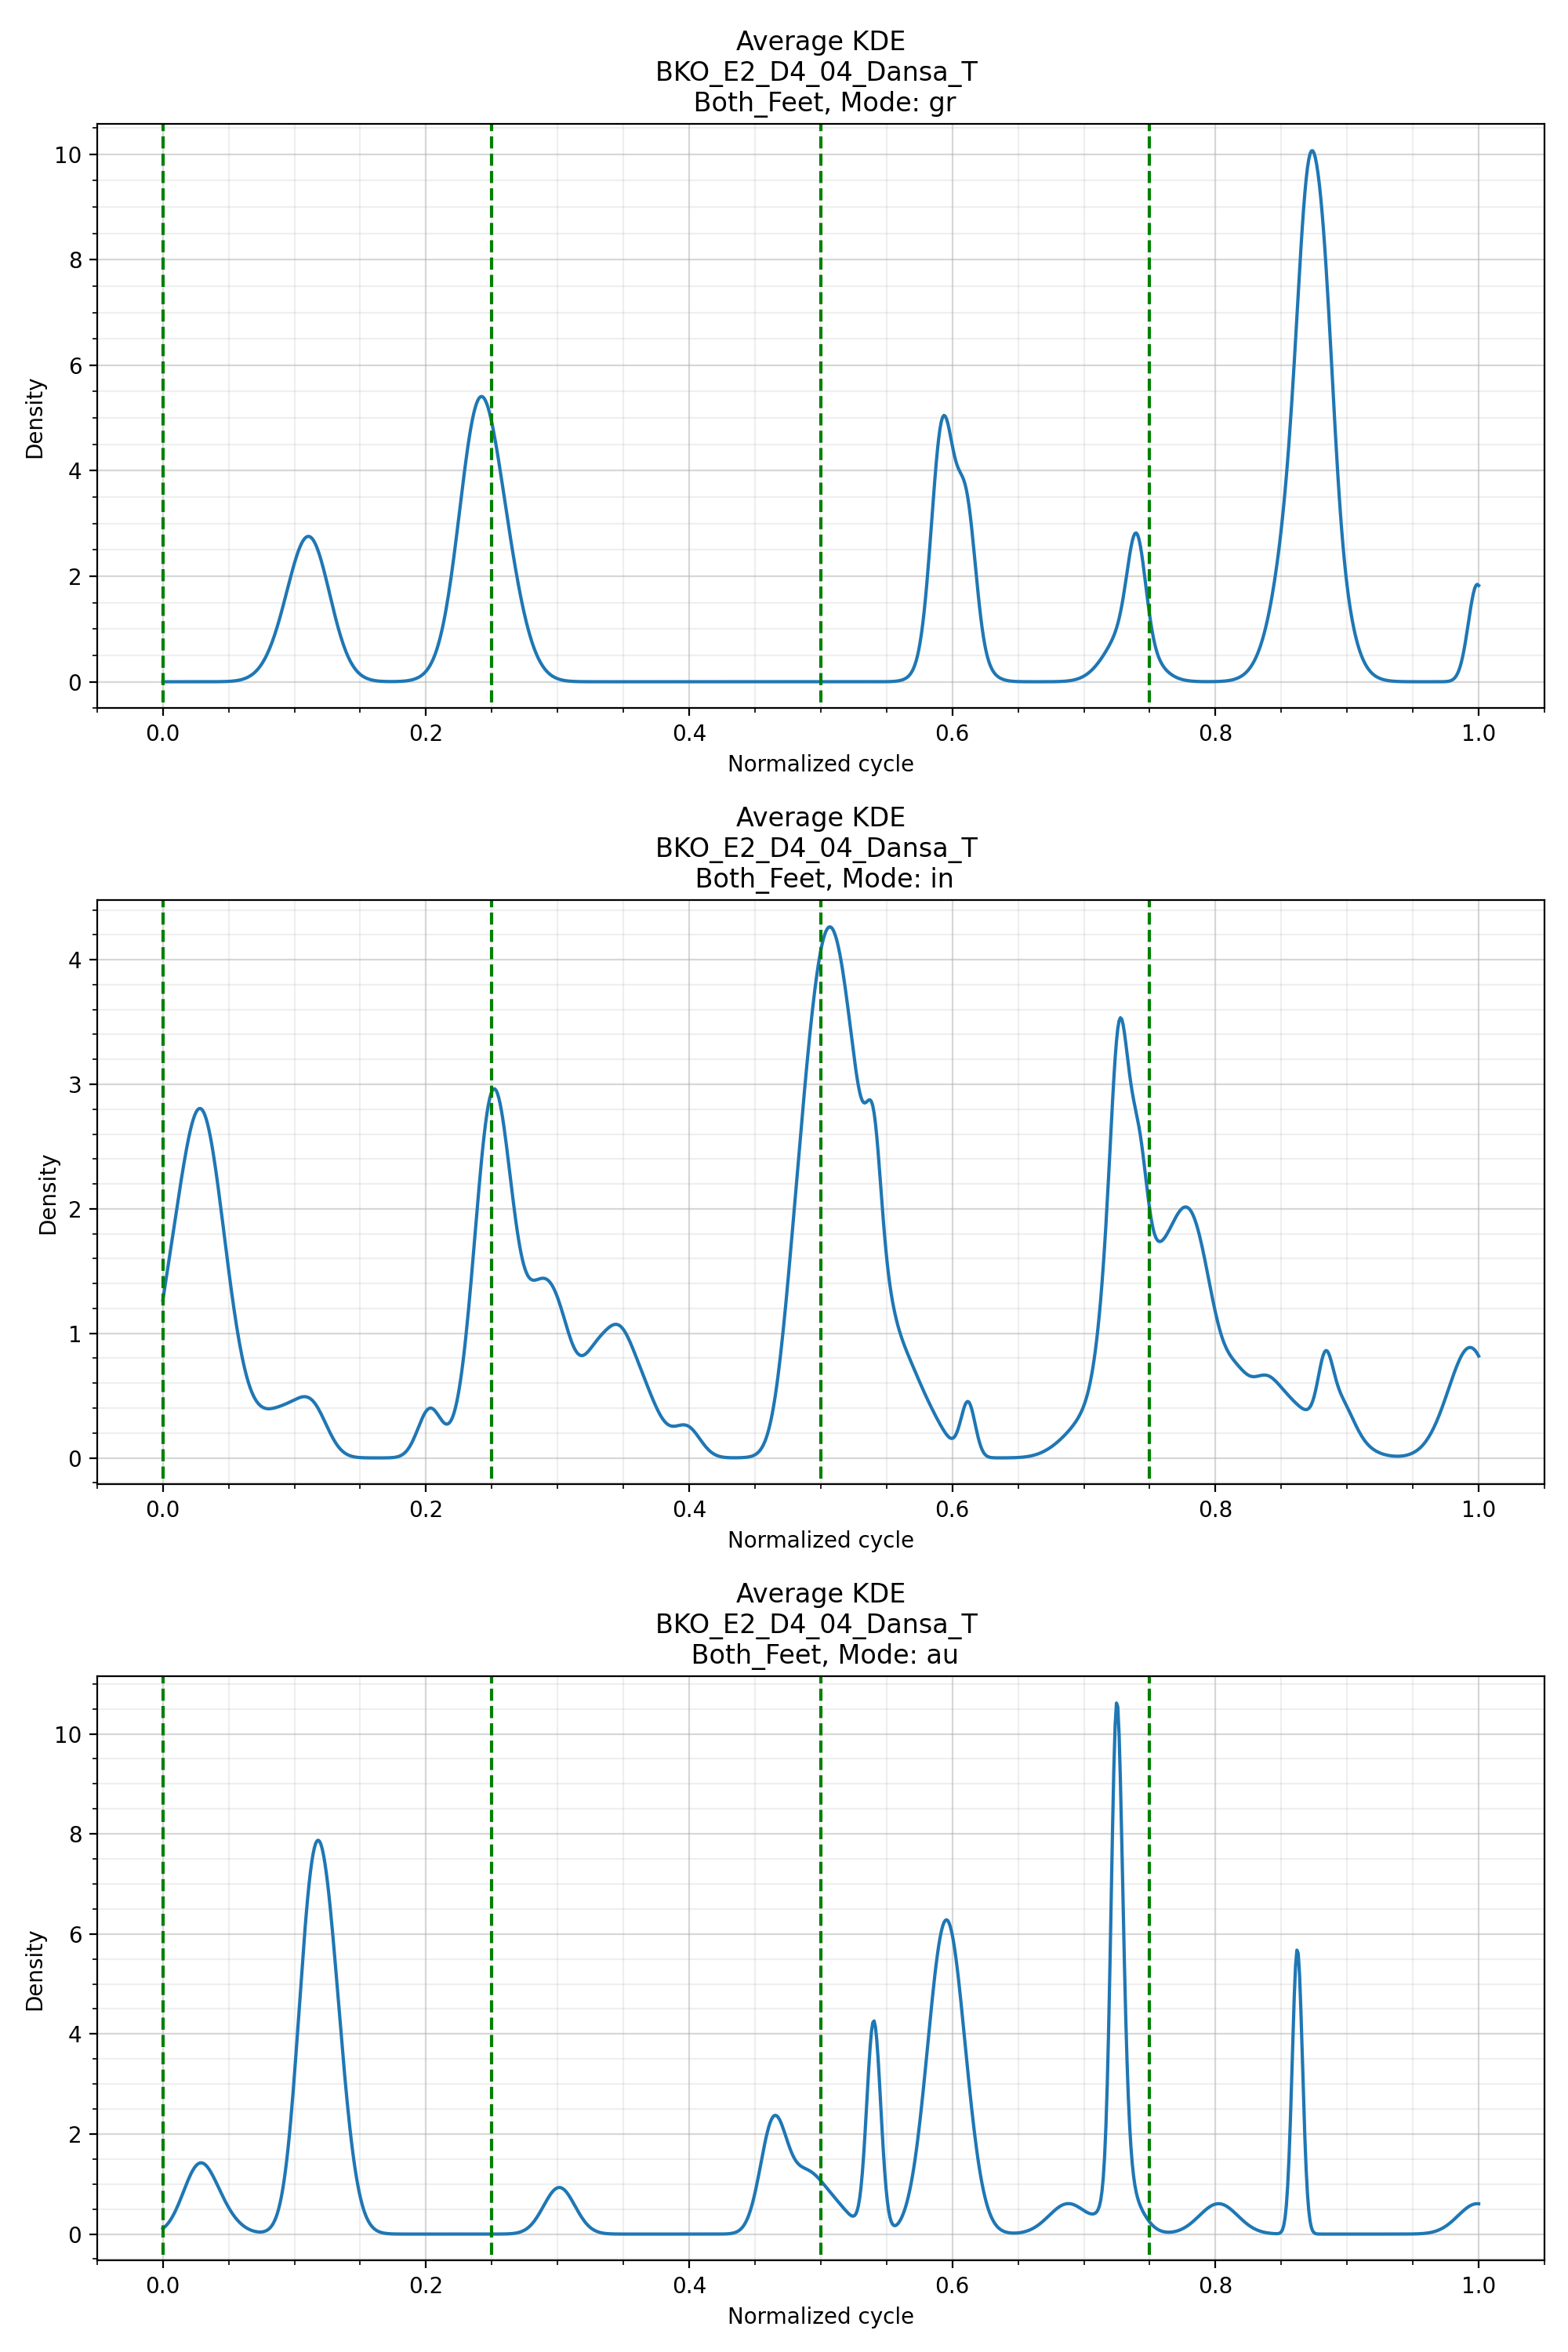 Average KDE
BKO_E2_D4_04_Dansa_T
Both_Feet, Mode: gr
10
8
6
4
2
0
Density
0.0 0.2 0.4 0.6 0.8 1.0
Normalized cycle
Average KDE
BKO_E2_D4_04_Dansa_T
Both_Feet, Mode: in
4
3
2
1
0
Density
0.0 0.2 0.4 0.6 0.8 1.0
Normalized cycle
Average KDE
BKO_E2_D4_04_Dansa_T
Both_Feet, Mode: au
10
8
6
4
2
0
Density
0.0 0.2 0.4 0.6 0.8 1.0
Normalized cycle